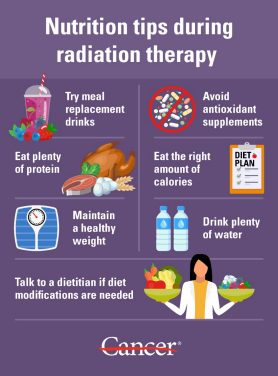 Nutrition tips during
radiation therapy
Try meal
replacement
drinks
Avoid
antioxidant
supplements
Eat plenty
of protein
Eat the right
amount of
calories
DIET
PLAN
Maintain
a healthy
weight
Drink plenty
of water
Talk to a dietitian if diet
modifications are needed
Cancer®